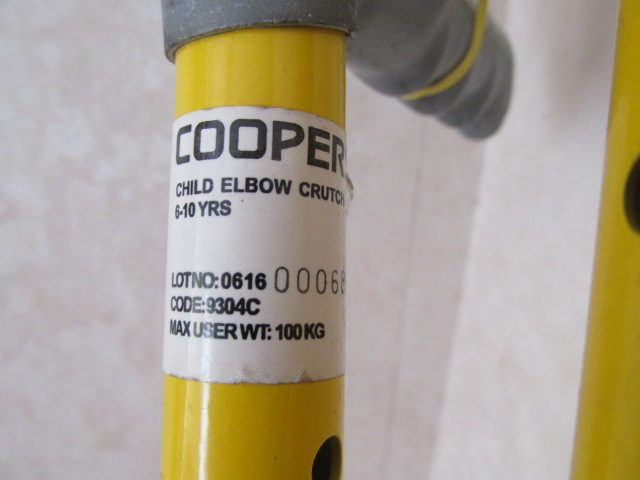 COOPER
CHILD ELBOW CRUTCH
6-10 YRS
LOT NO: 0616 00068
CODE: 9304C
MAX USER WT: 100 KG